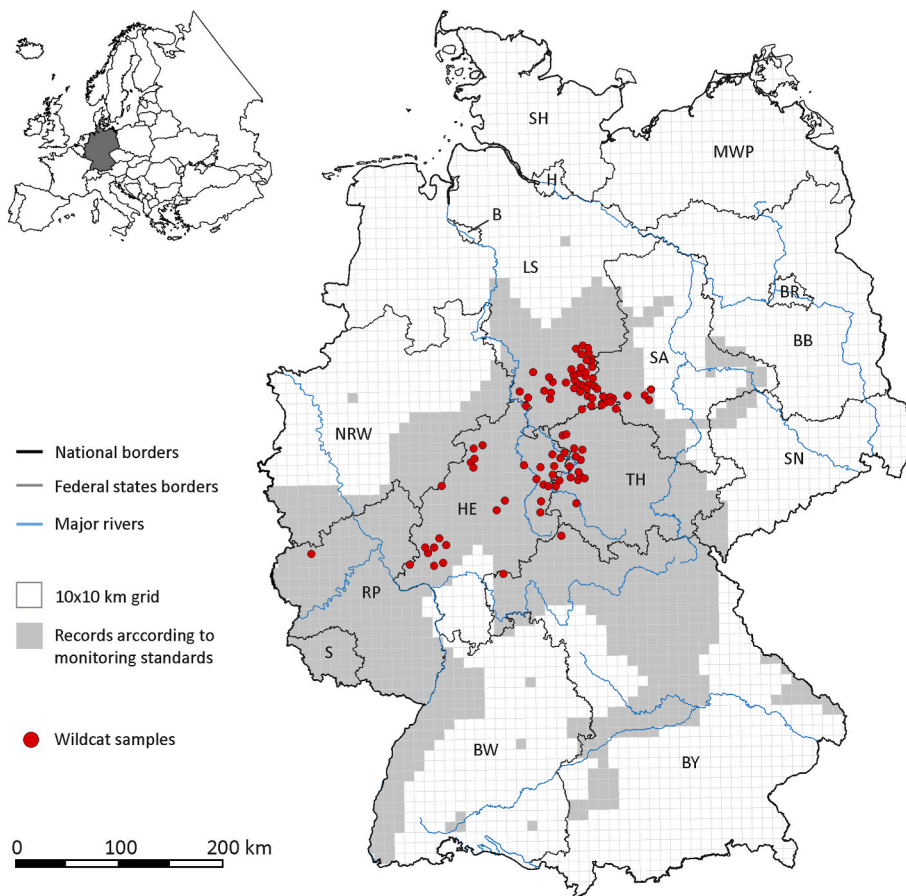 SH
MWP
H
B
LS
BR
BB
SA
NRW
SN
TH
HE
RP
S
BW
BY
National borders
Federal states borders
Major rivers
10x10 km grid
Records arccording to
monitoring standards
Wildcat samples
0 100 200 km